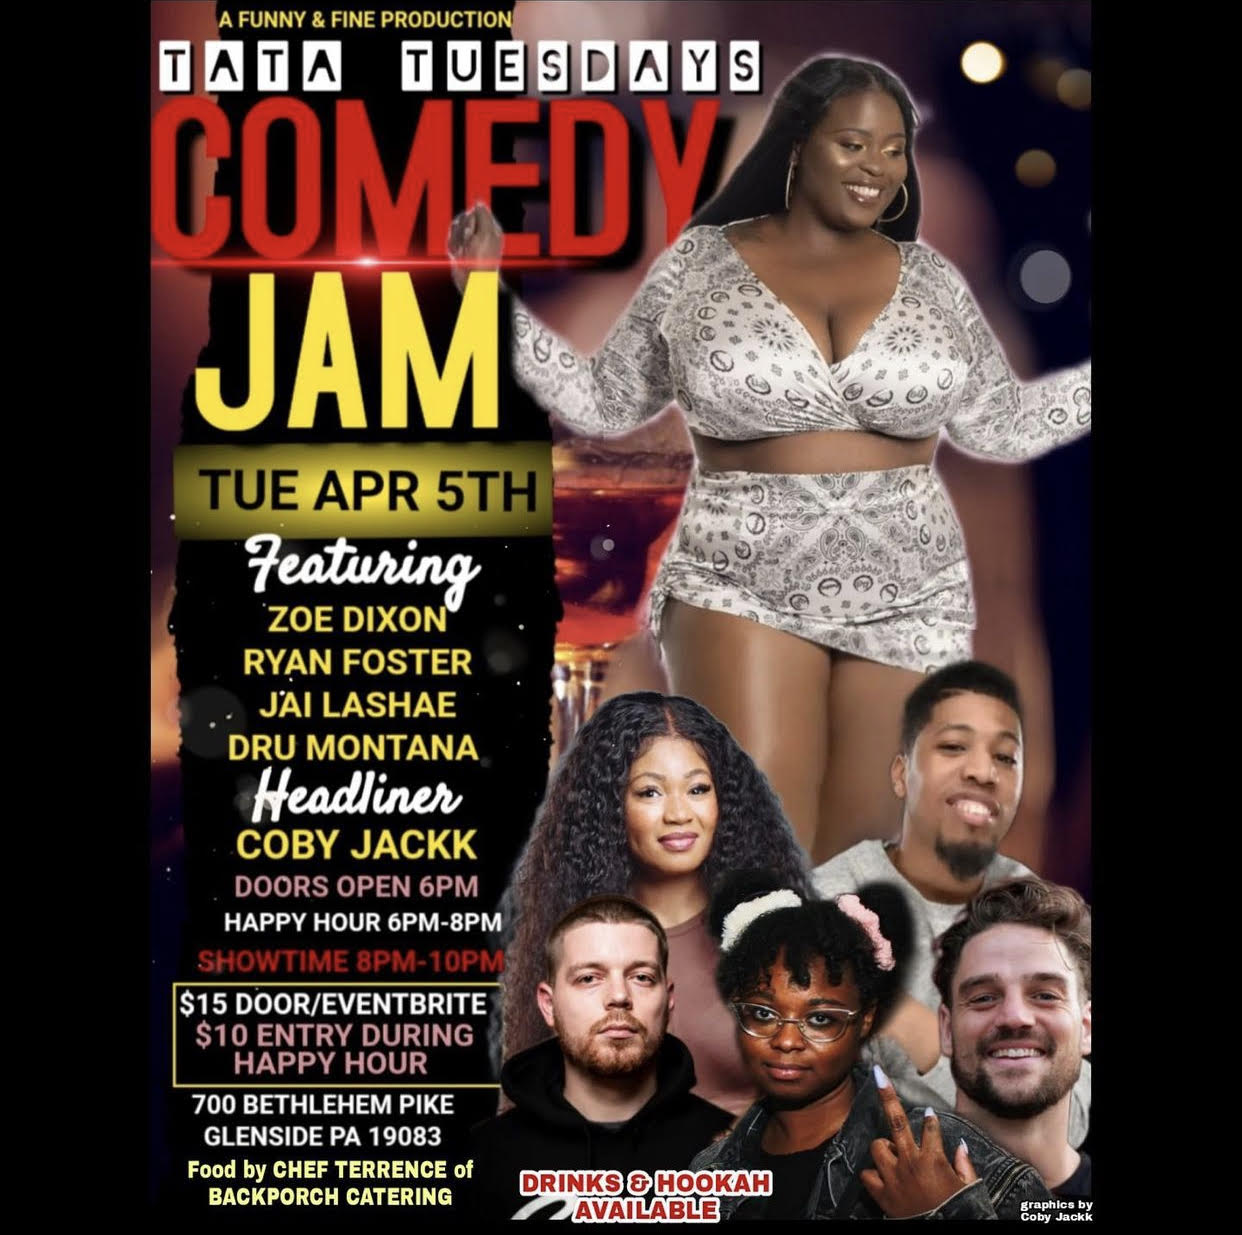 A FUNNY & FINE PRODUCTION
TATA TUESDAYS
COMEDY
JAM
TUE APR 5TH
Featuring
ZOE DIXON
RYAN FOSTER
JAI LASHAE
DRU MONTANA
Headliner
COBY JACKK
DOORS OPEN 6PM
HAPPY HOUR 6PM-8PM
SHOWTIME 8PM-10PM
$15 DOOR/EVENTBRITE
$10 ENTRY DURING
HAPPY HOUR
700 BETHLEHEM PIKE
GLENSIDE PA 19083
Food by CHEF TERRENCE of
BACKPORCH CATERING
DRINKS & HOOKAH
AVAILABLE
graphics by
Coby Jackk